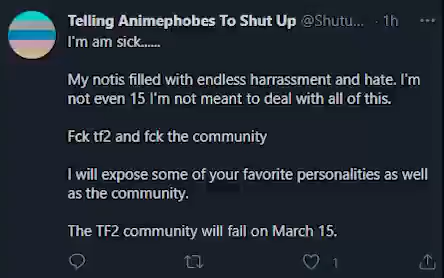 Telling Animephobes To Shut Up @Shutu... · 1h
I'm am sick......
My notis filled with endless harrassment and hate. I'm
not even 15 I'm not meant to deal with all of this.
Fck tf2 and fck the community
I will expose some of your favorite personalities as well
as the community.
The TF2 community will fall on March 15.
1